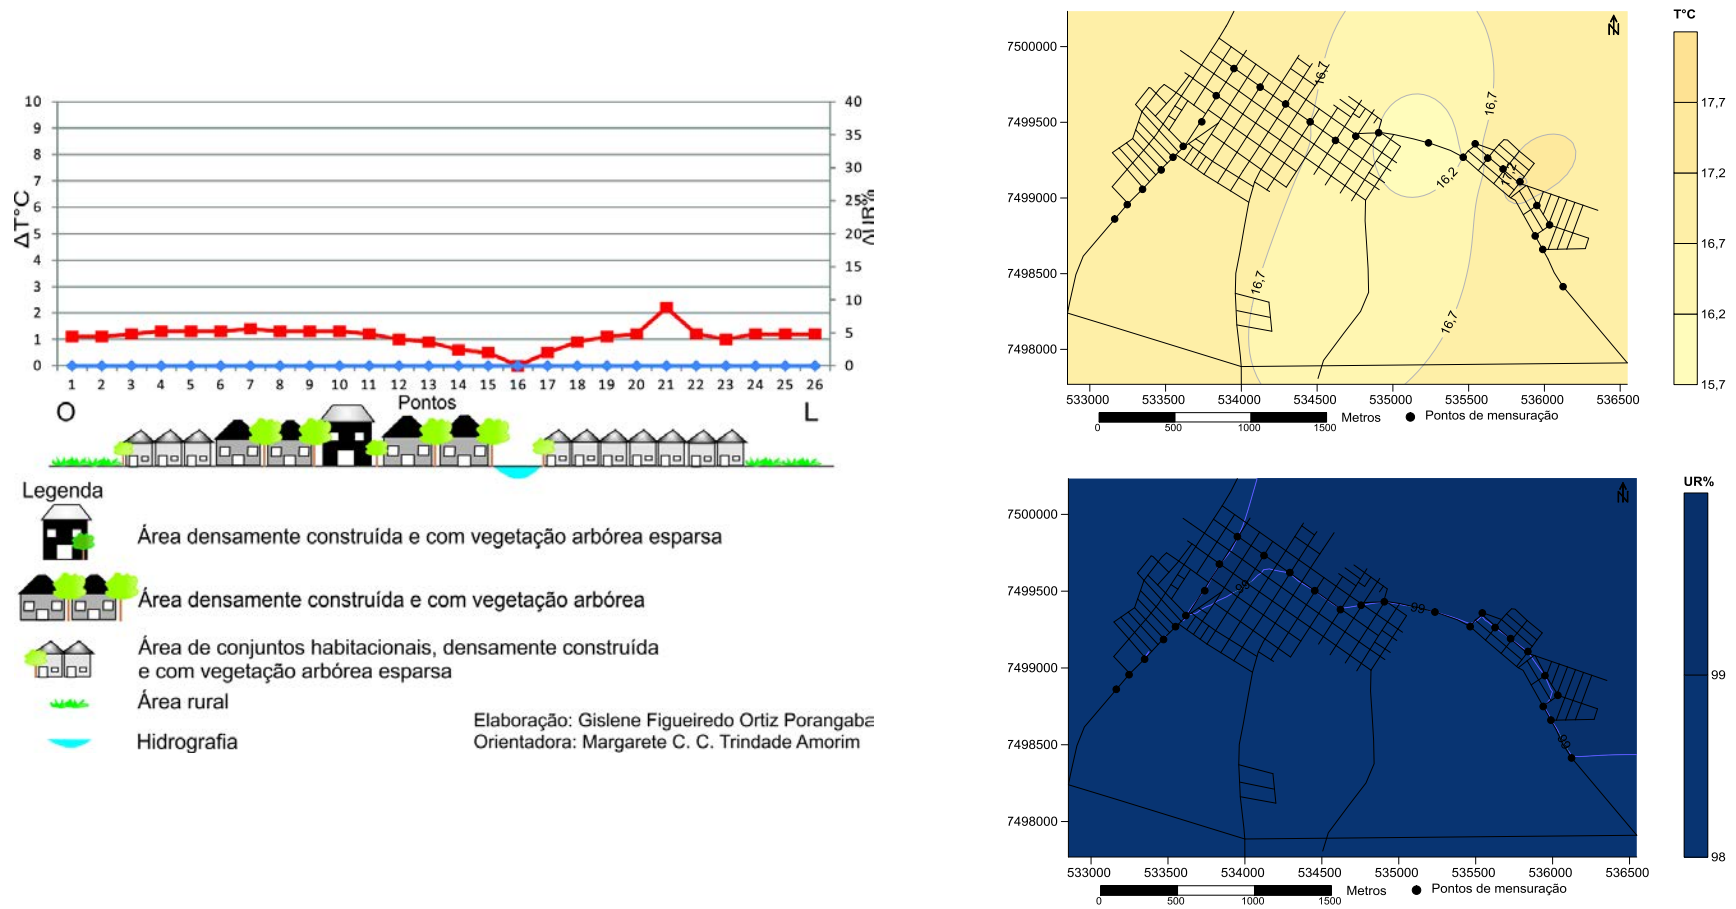 ΔT°C
10
9
8
7
6
5
4
3
2
1
0
40
35
30
25
20
15
10
5
0
ΔUR%
1 2 3 4 5 6 7 8 9 10 11 12 13 14 15 16 17 18 19 20 21 22 23 24 25 26
Pontos
O
L
Legenda
Área densamente construída e com vegetação arbórea esparsa
Área densamente construída e com vegetação arbórea
Área de conjuntos habitacionais, densamente construída
e com vegetação arbórea esparsa
Área rural
Hidrografia
Elaboração: Gislene Figueiredo Ortiz Porangaba
Orientadora: Margarete C. C. Trindade Amorim
T°C
N
7500000
7499500
7499000
7498500
7498000
16,7
16,7
16,2
17,2
16,7
16,7
17,7
17,2
16,7
16,2
15,7
533000 533500 534000 534500 535000 535500 536000 536500
0 500 1000 1500
Metros
Pontos de mensuração
UR%
N
7500000
7499500
7499000
7498500
7498000
99
99
99
99
98
533000 533500 534000 534500 535000 535500 536000 536500
0 500 1000 1500
Metros
Pontos de mensuração